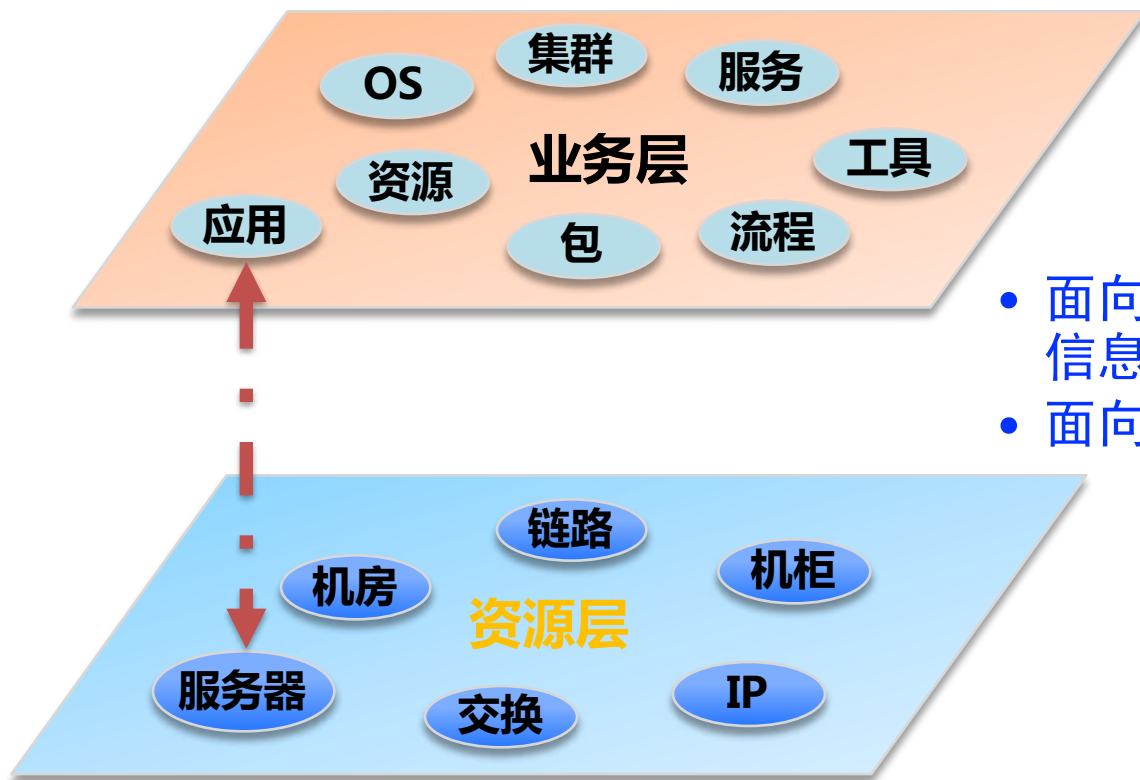 集群
OS
服务
业务层
工具
资源
应用
包
流程
• 面向
信息
• 面向
链路
机房
机柜
资源层
服务器
交换
IP